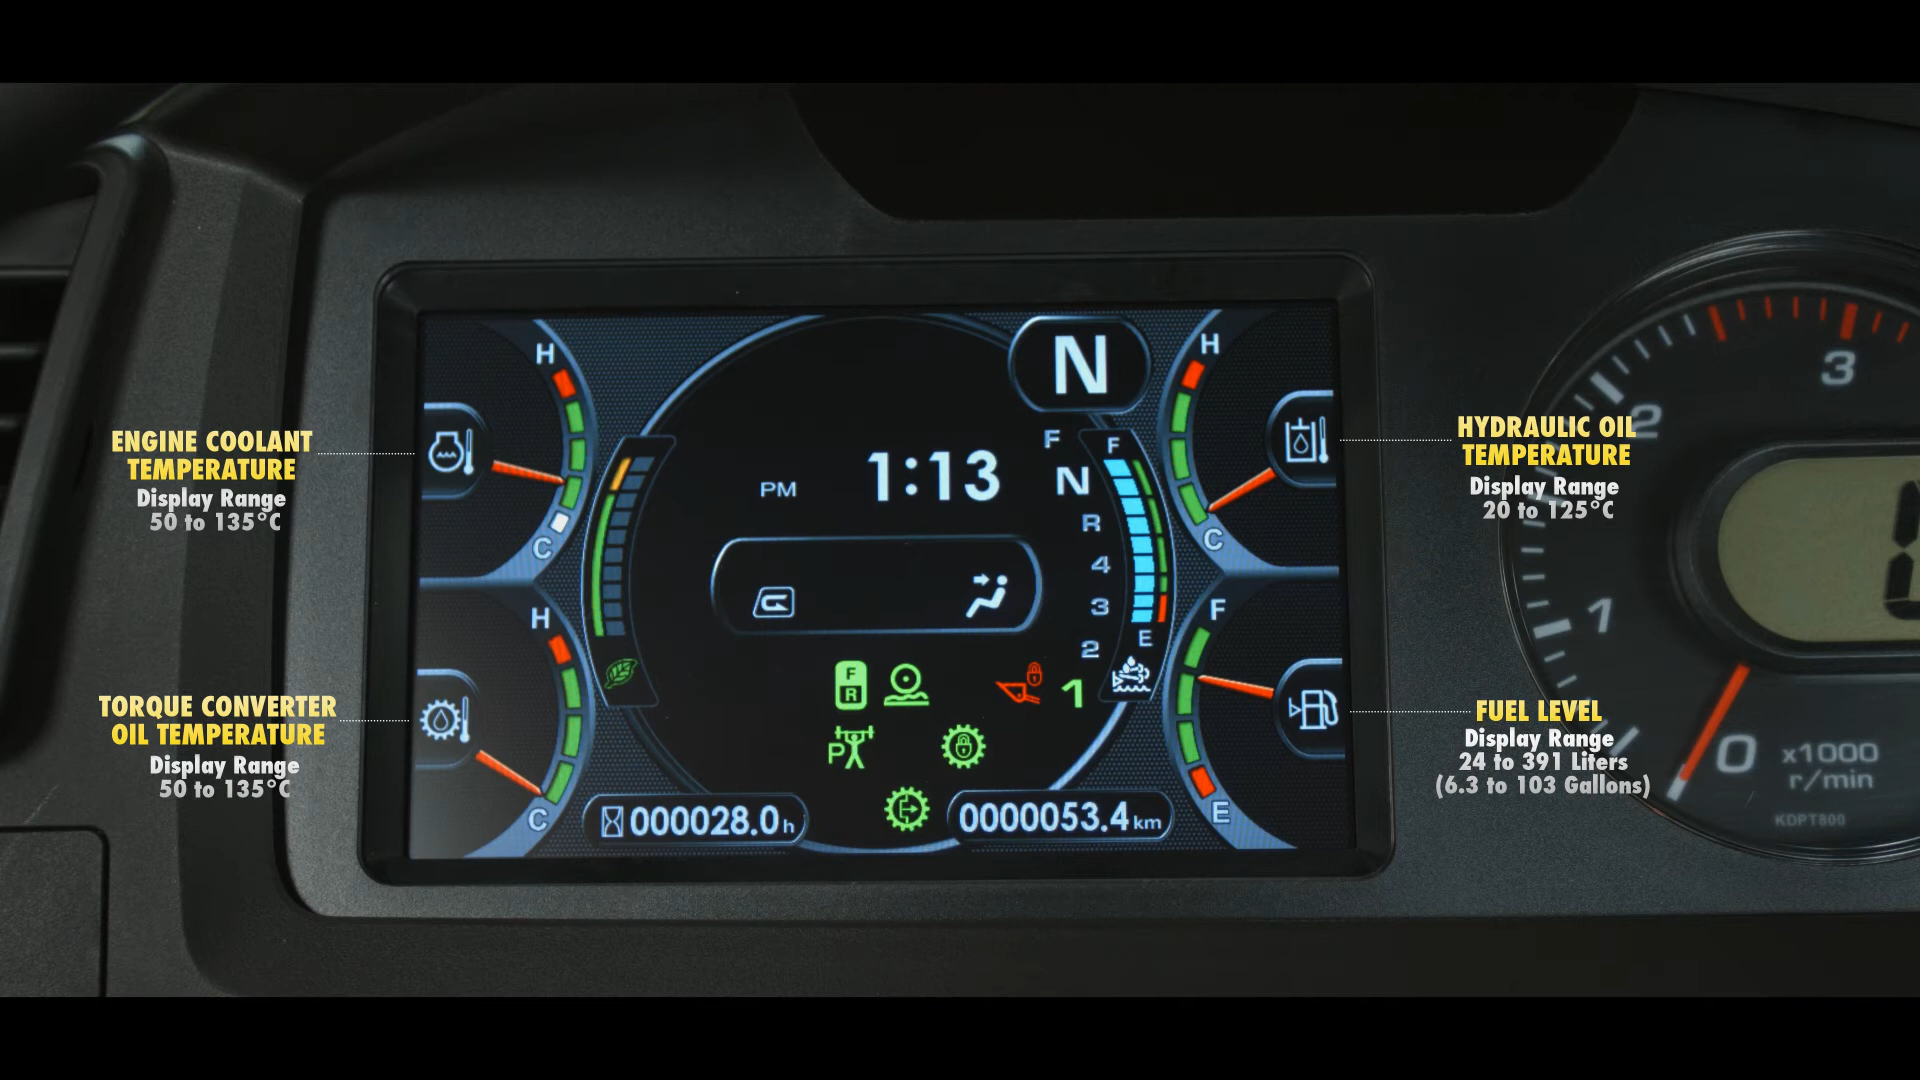 ENGINE COOLANT
TEMPERATURE
Display Range
50 to 135°C
TORQUE CONVERTER
OIL TEMPERATURE
Display Range
50 to 135°C
H
C
H
C
PM 1:13
N
F
N
R
4
3
2
1
F
E
F
R
P
000028.0h
0000053.4km
H
C
F
E
HYDRAULIC OIL
TEMPERATURE
Display Range
20 to 125°C
FUEL LEVEL
Display Range
24 to 391 Liters
(6.3 to 103 Gallons)
3
2
1
0
x1000
r/min
KDPT800